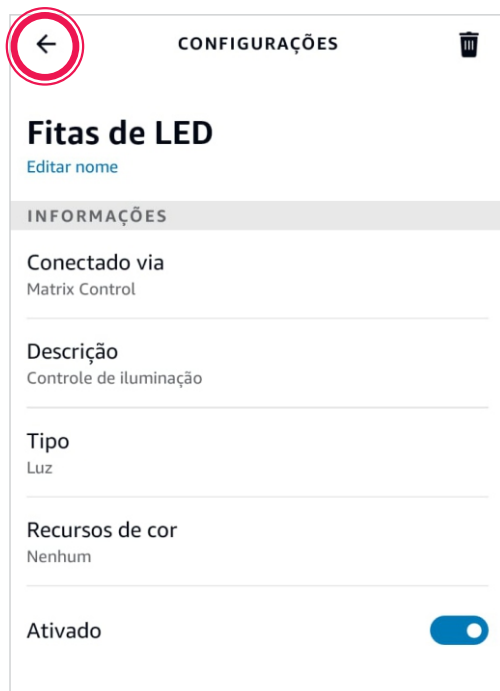 CONFIGURAÇÕES
Fitas de LED
Editar nome
INFORMAÇÕES
Conectado via
Matrix Control
Descrição
Controle de iluminação
Tipo
Luz
Recursos de cor
Nenhum
Ativado